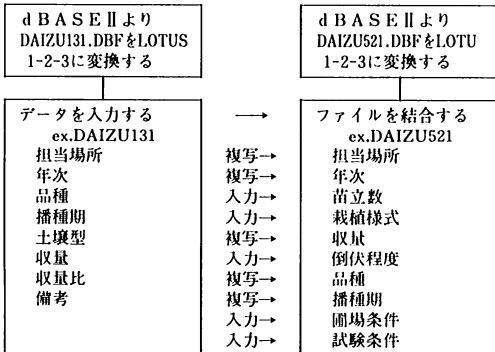 dBASEⅡより
DAIZU131.DBFをLOTUS
1-2-3に変換する
データを入力する
ex.DAIZU131
担当場所
年次
品種
播種期
土壌型
収量
収量比
備考
→
複写→
複写→
入力→
入力→
複写→
入力→
複写→
複写→
入力→
入力→
dBASEⅡより
DAIZU521.DBFをLOTU
1-2-3に変換する
ファイルを結合する
ex.DAIZU521
担当場所
年次
苗立数
栽植様式
収量
倒伏程度
品種
播種期
圃場条件
試験条件